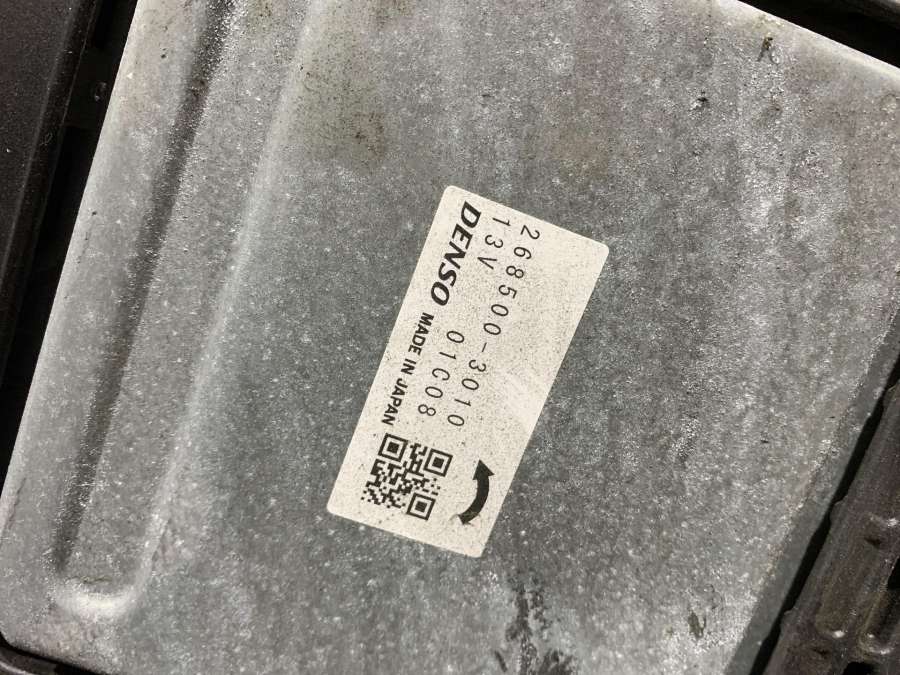 268500-3010
13V 01C08
DENSO MADE IN JAPAN